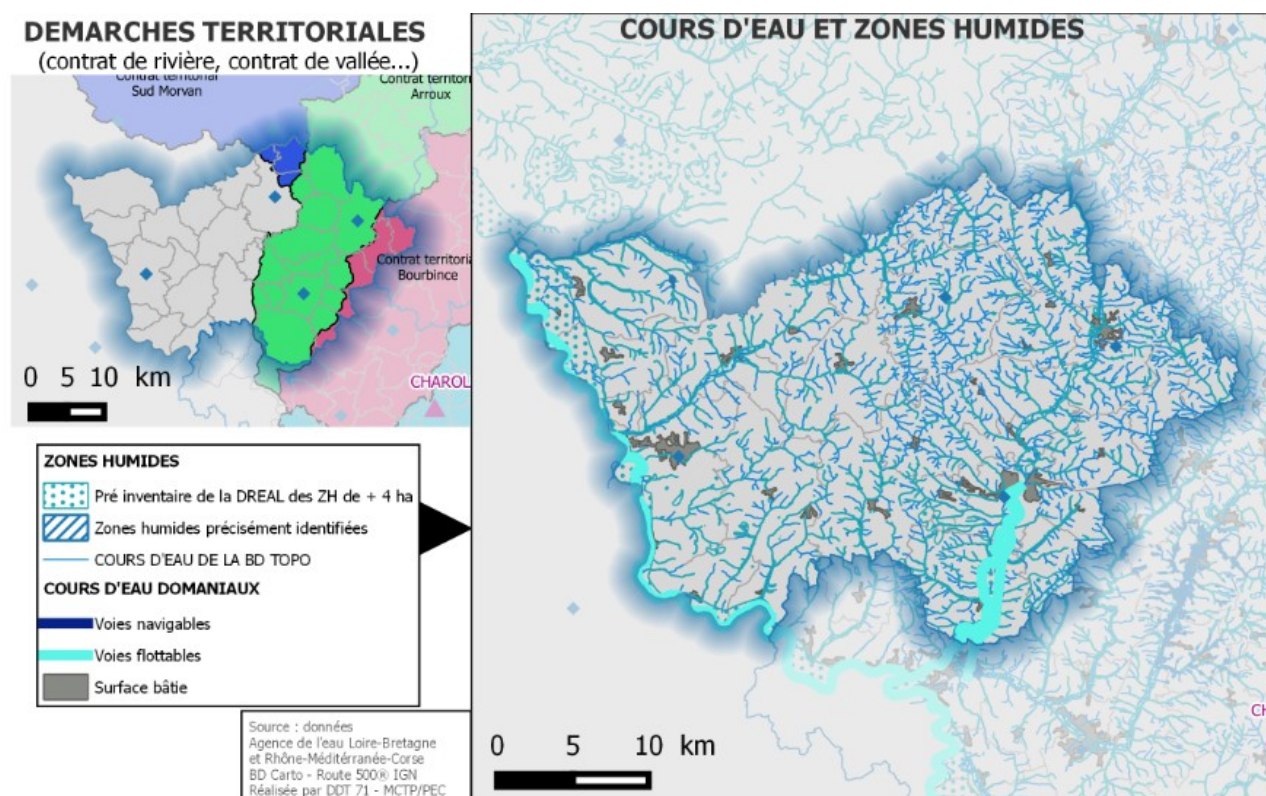 DEMARCHES TERRITORIALES
(contrat de rivière, contrat de vallée...)
Contrat territorial
Sud Morvan
Contrat territori
Arroux
Contrat territoria
Bourbince
CHAROL
0 5 10 km
ZONES HUMIDES
Pré inventaire de la DREAL des ZH de + 4 ha
Zones humides précisément identifiées
COURS D'EAU DE LA BD TOPO
COURS D'EAU DOMANIAUX
Voies navigables
Voies flottables
Surface bâtie
Source : données
Agence de l'eau Loire-Bretagne
et Rhône-Méditérranée-Corse
BD Carto - Route 500® IGN
Réalisée par DDT 71 - MCTP/PEC
COURS D'EAU ET ZONES HUMIDES
CH
0 5 10 km